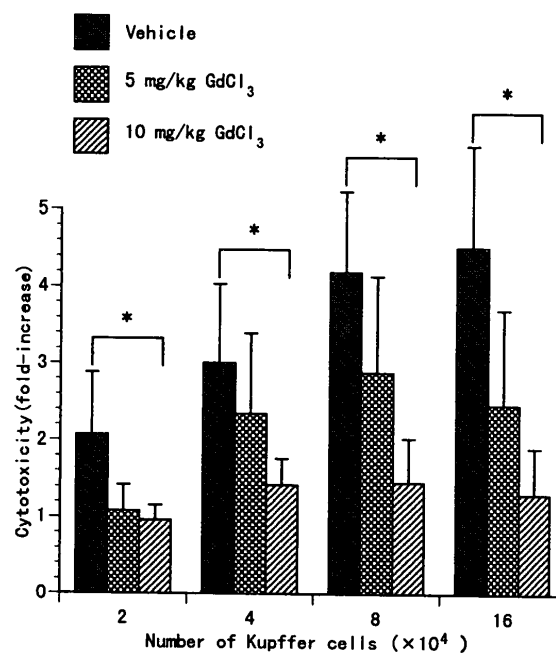 Vehicle
5 mg/kg GdCl3
10 mg/kg GdCl3
*
*
*
*
5
4
3
2
1
0
Cytotoxicity(fold-increase)
2 4 8 16
Number of Kupffer cells (×10⁴ )